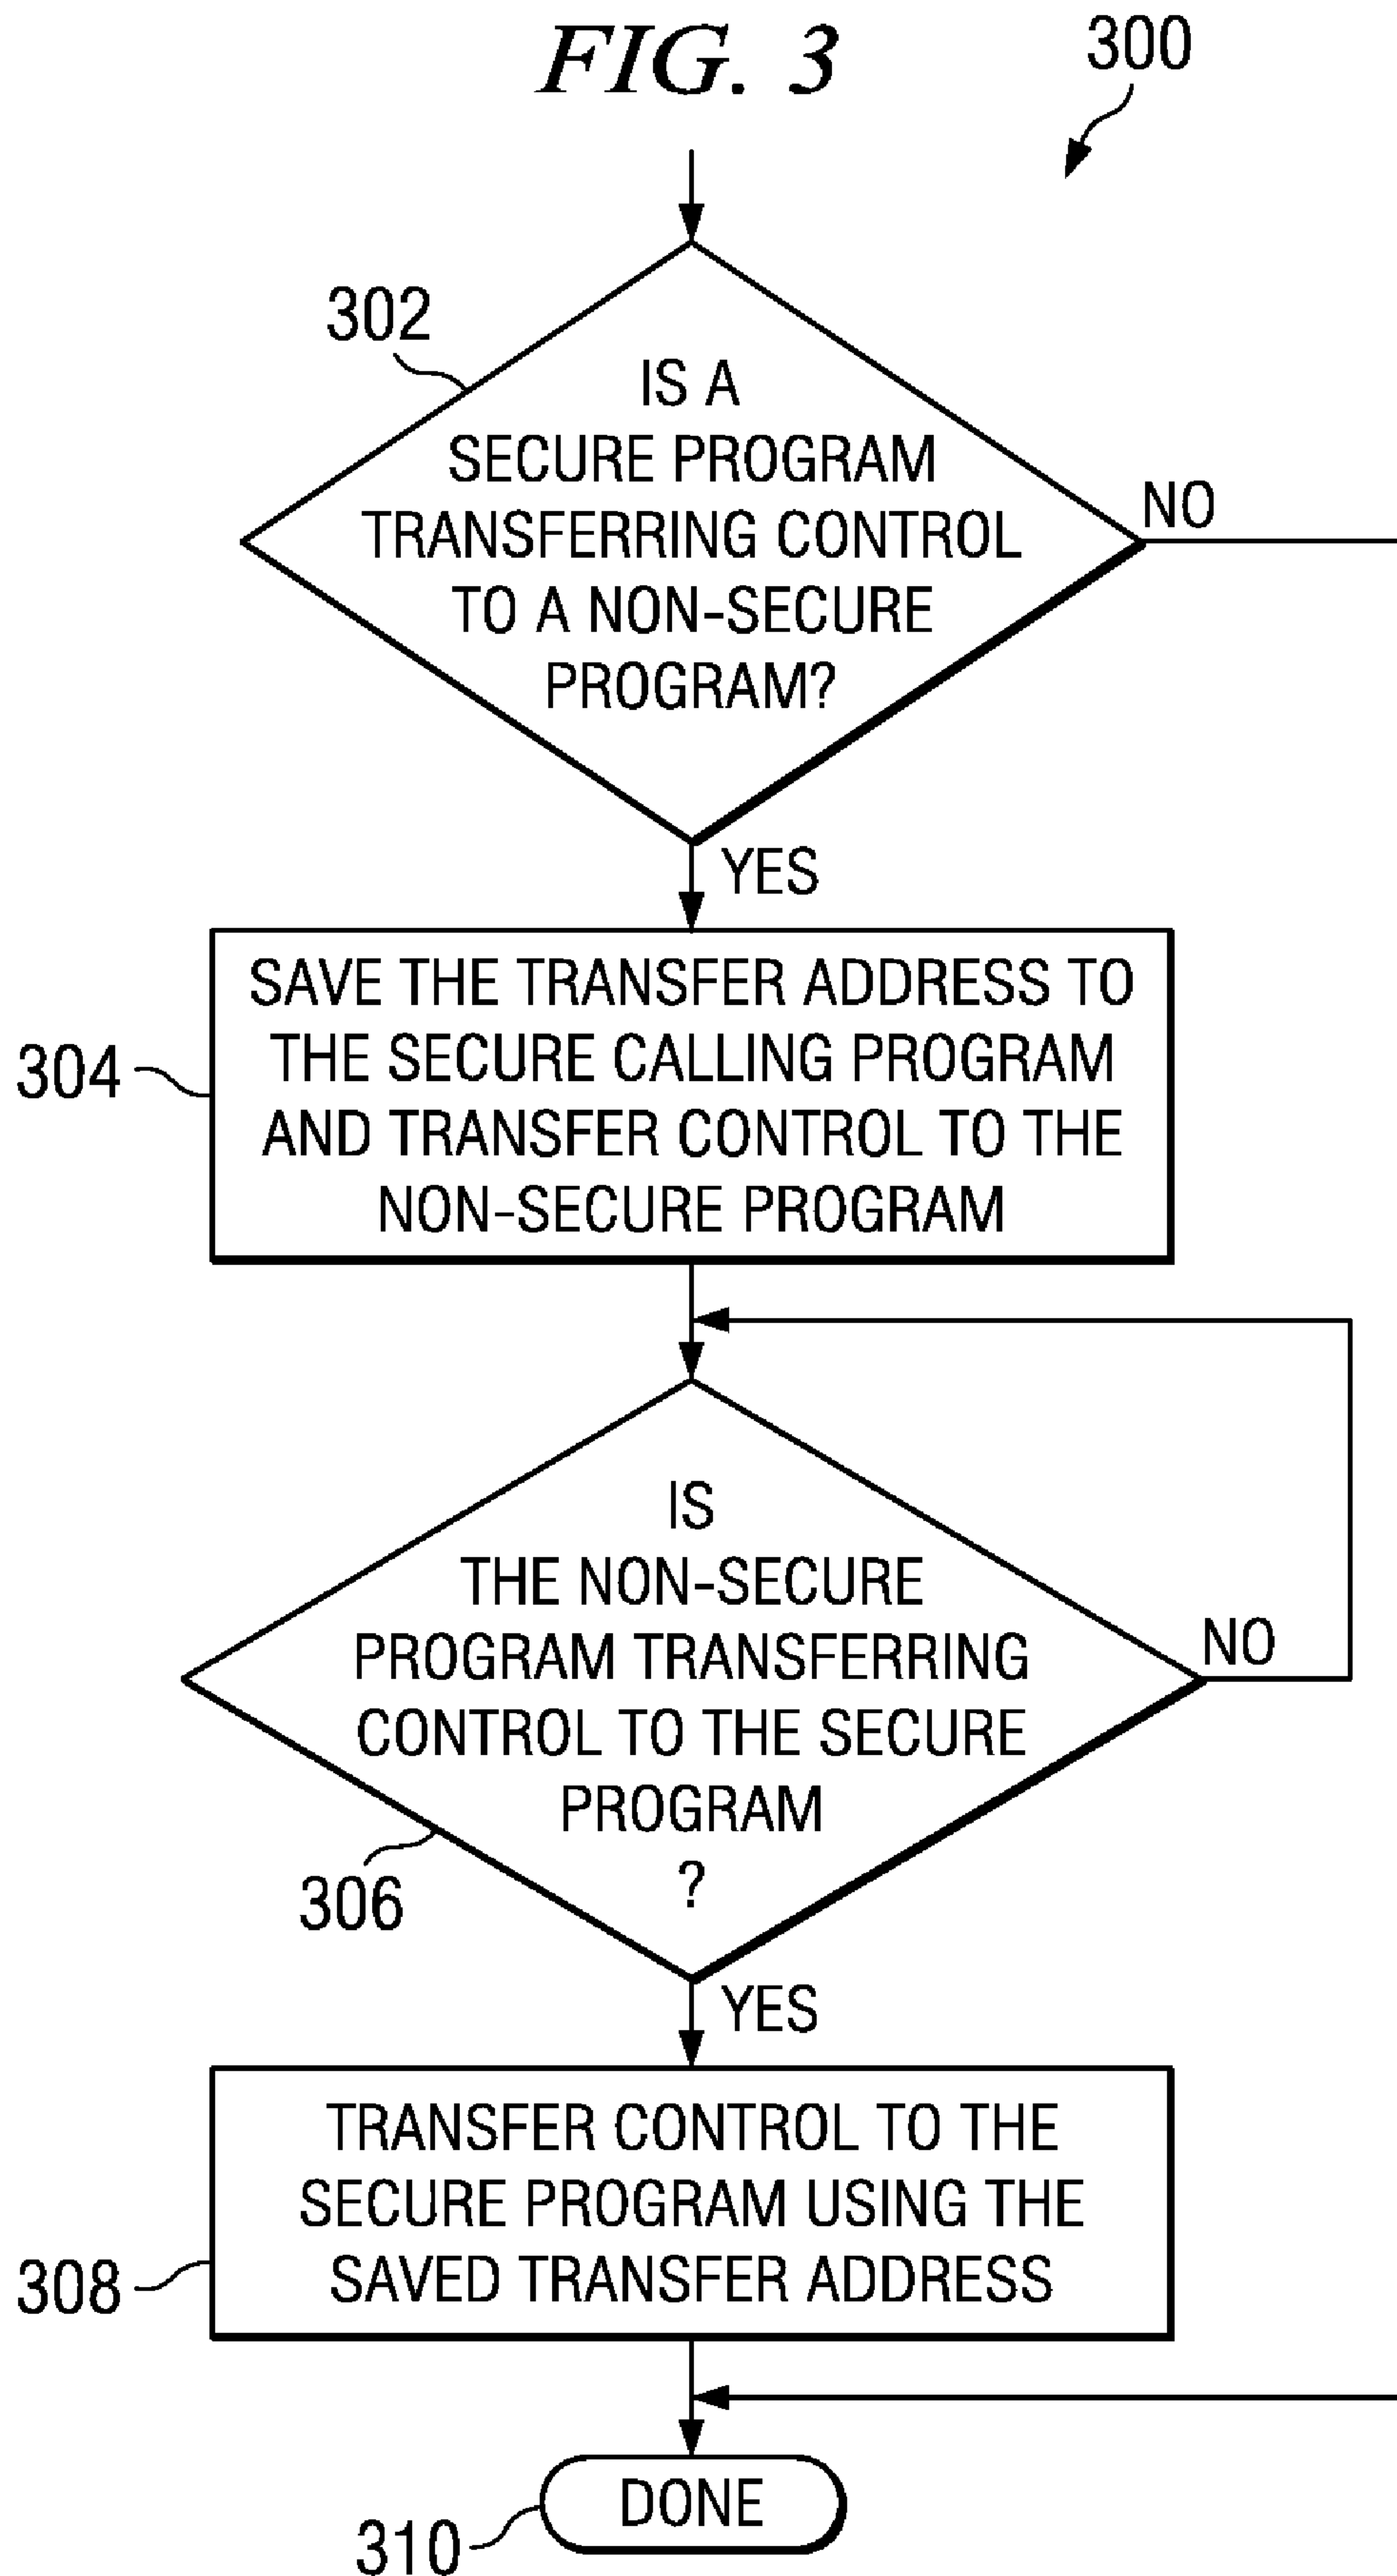 FIG. 3
300
302
IS A
SECURE PROGRAM
TRANSFERRING CONTROL
TO A NON-SECURE
PROGRAM?
NO
YES
304
SAVE THE TRANSFER ADDRESS TO
THE SECURE CALLING PROGRAM
AND TRANSFER CONTROL TO THE
NON-SECURE PROGRAM
IS
THE NON-SECURE
PROGRAM TRANSFERRING
CONTROL TO THE SECURE
PROGRAM
?
NO
306
YES
TRANSFER CONTROL TO THE
SECURE PROGRAM USING THE
SAVED TRANSFER ADDRESS
308
DONE
310